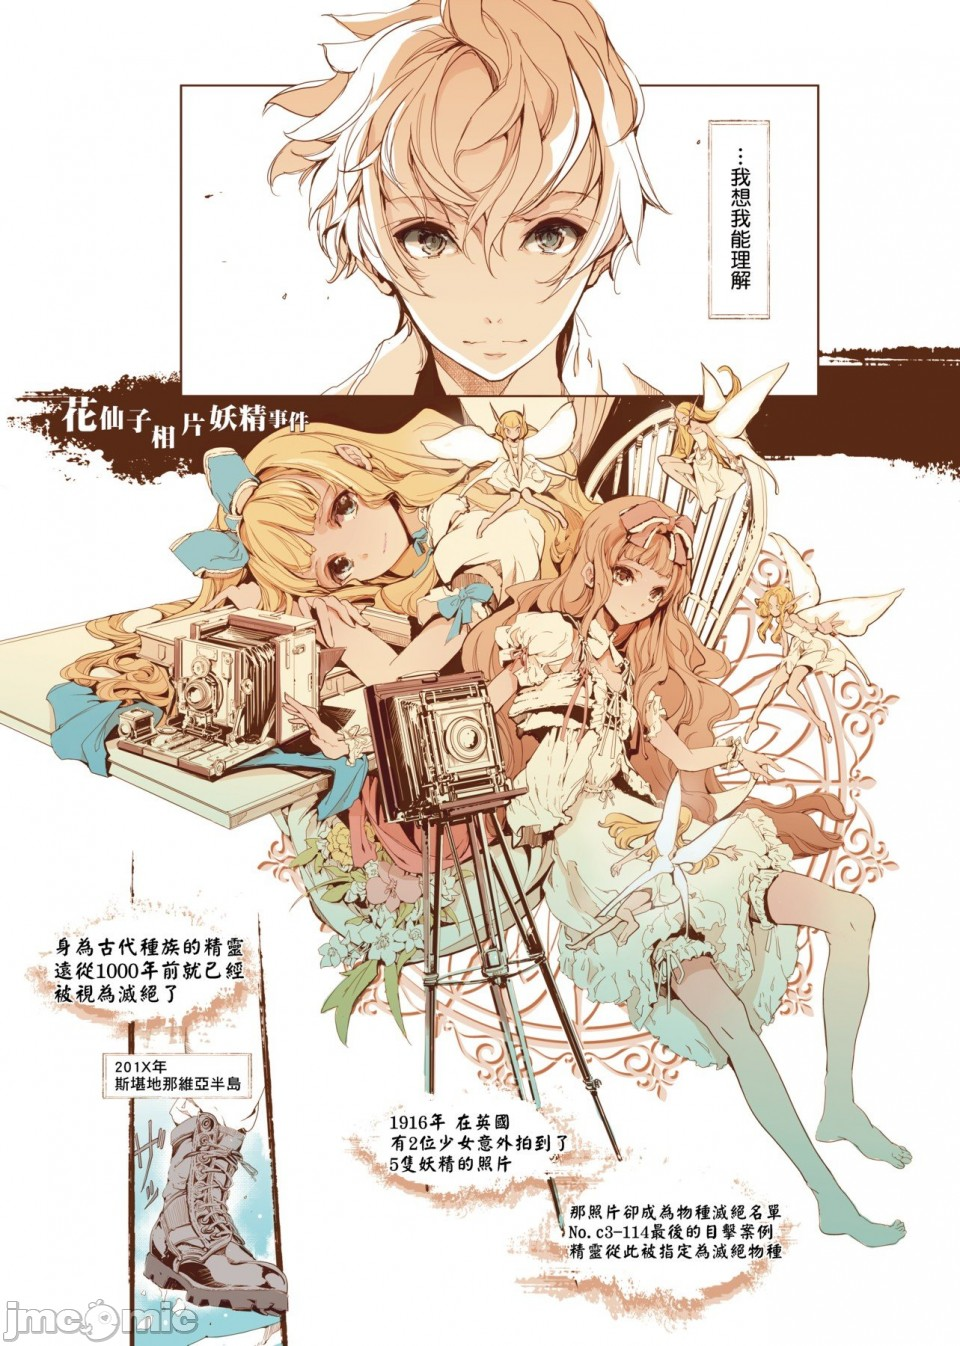 …我想我能理解
花仙子相片妖精事件
身為古代種族的精靈
遠從1000年前就已經
被視為滅絕了
201X年
斯堪地那維亞半島
1916年 在英國
有2位少女意外拍到了
5隻妖精的照片
那照片卻成為物種滅絕名單
No.c3-114最後的目擊案例
精靈從此被指定為滅絕物種
jmcomic